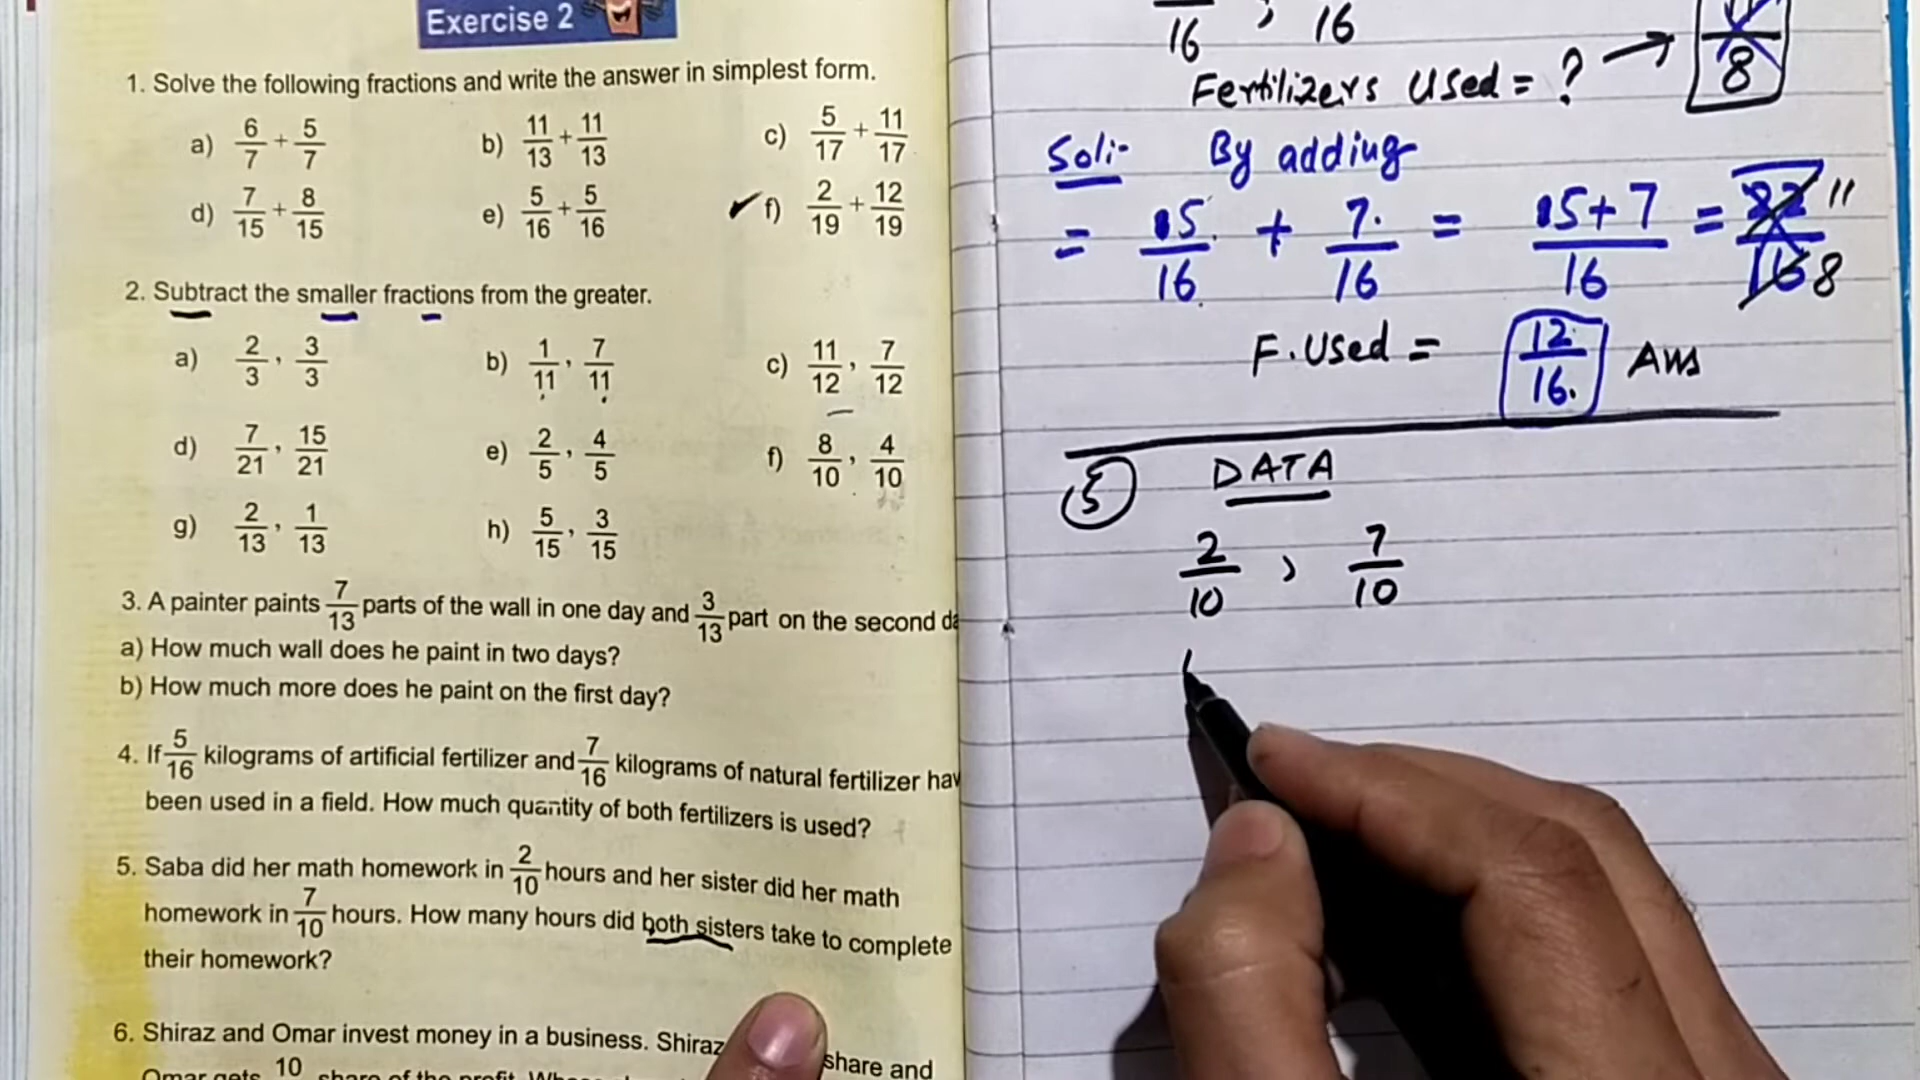 Exercise 2
1. Solve the following fractions and write the answer in simplest form.
a) 6/7 + 5/7 b) 11/13 + 11/13 c) 5/17 + 11/17
d) 7/15 + 8/15 e) 5/16 + 5/16 f) 2/19 + 12/19
2. Subtract the smaller fractions from the greater.
a) 2/3 , 3/3 b) 1/11 , 7/11 c) 11/12 , 7/12
d) 7/21 , 15/21 e) 2/5 , 4/5 f) 8/10 , 4/10
g) 2/13 , 1/13 h) 5/15 , 3/15
3. A painter paints 7/13 parts of the wall in one day and 3/13 part on the second
a) How much wall does he paint in two days?
b) How much more does he paint on the first day?
4. If 5/16 kilograms of artificial fertilizer and 7/16 kilograms of natural fertilizer
been used in a field. How much quantity of both fertilizers is used?
5. Saba did her math homework in 2/10 hours and her sister did her math
homework in 7/10 hours. How many hours did both sisters take to complete
their homework?
6. Shiraz and Omar invest money in a business. Shiraz share and
Omar gets 10 share of the profit.
16 , 16
Fertilizers Used = ? → 8
Sol:- By adding
= 5/16 + 7/16 = 5+7/16 = 11 8
F. Used = 12/16 Ans
5 DATA
2/10 , 7/10